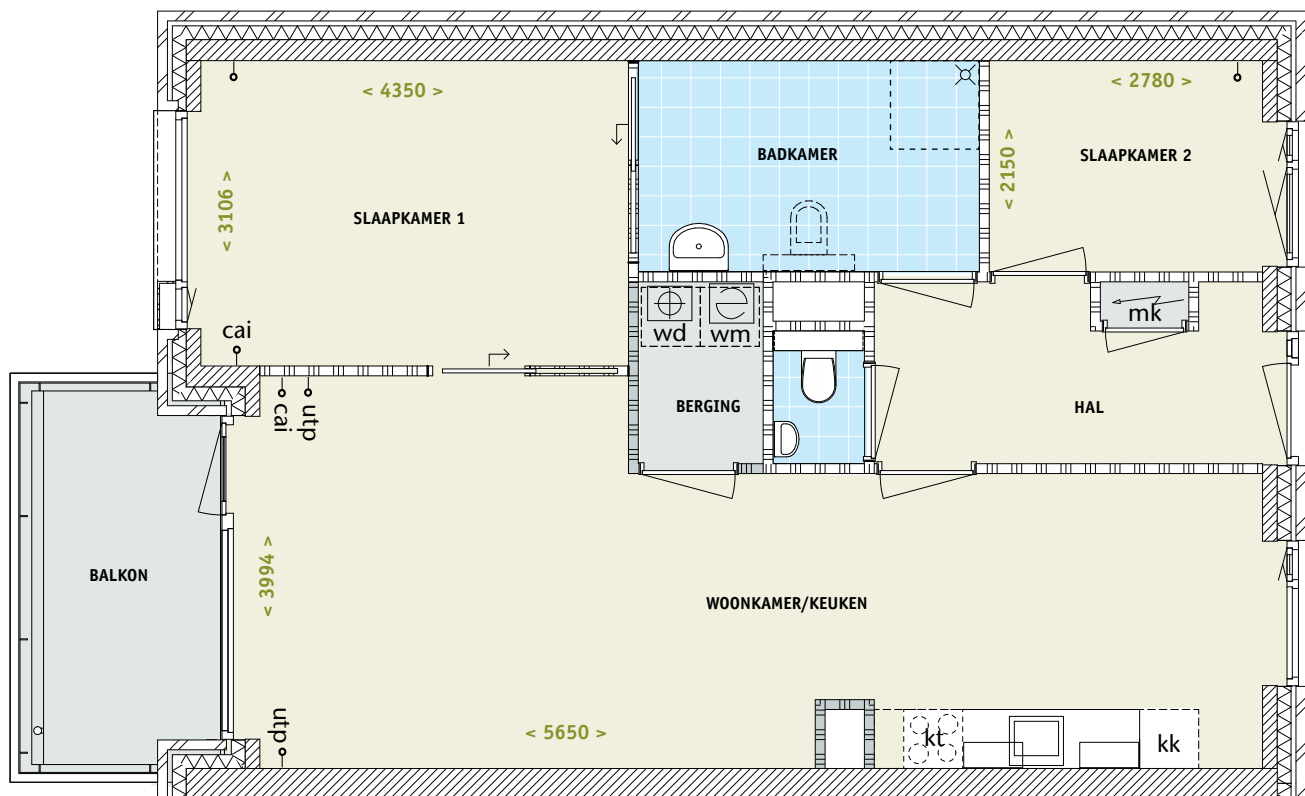 < 4350 >
< 2780 >
BADKAMER
SLAAPKAMER 2
< 2150 >
< 3106 >
SLAAPKAMER 1
cai
wd
wm
mk
cai
utp
BERGING
HAL
BALKON
< 3994 >
WOONKAMER/KEUKEN
utp
< 5650 >
kt
kk